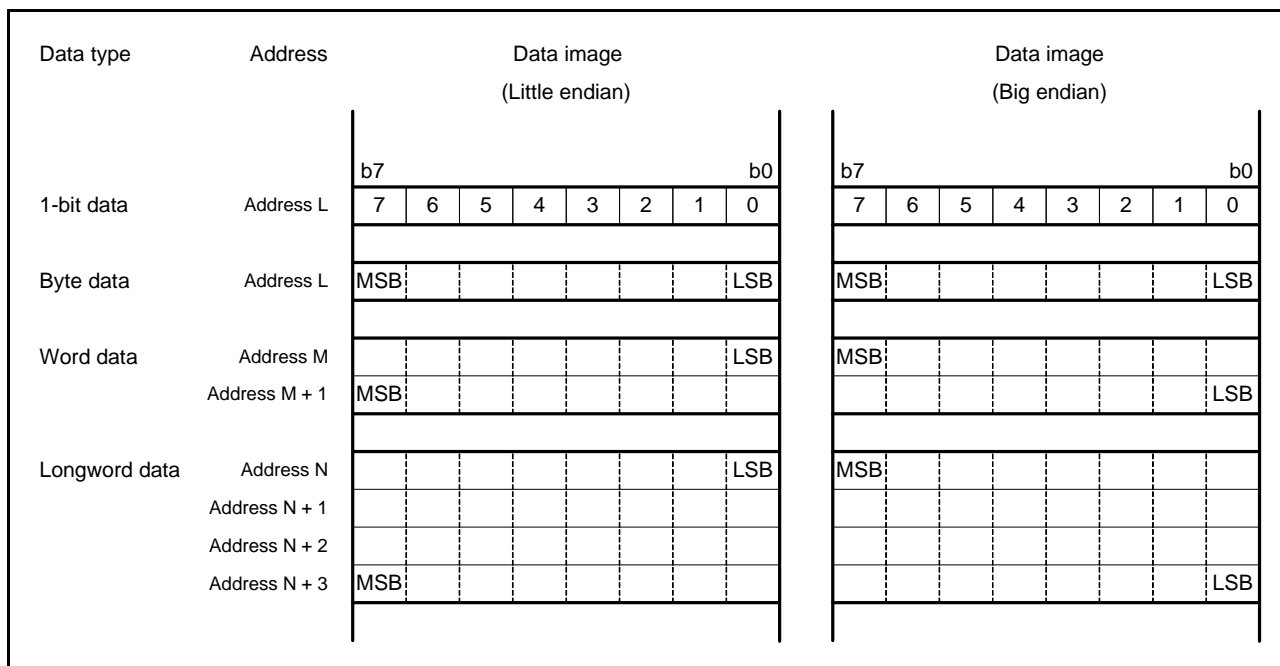 Data type Address Data image Data image
(Little endian) (Big endian)
b7 b0 b7 b0
1-bit data Address L 7 6 5 4 3 2 1 0 7 6 5 4 3 2 1 0
Byte data Address L MSB LSB MSB LSB
Word data Address M LSB MSB
Address M + 1 MSB LSB
Longword data Address N LSB MSB
Address N + 1
Address N + 2
Address N + 3 MSB LSB